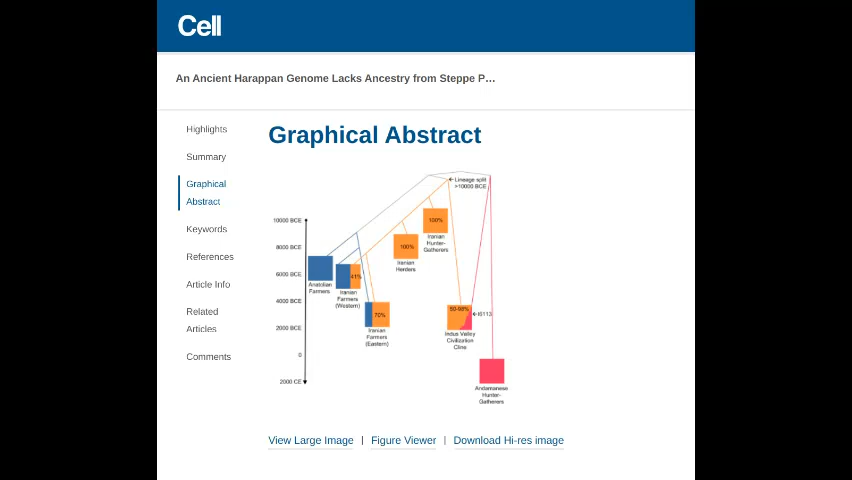 Cell
An Ancient Harappan Genome Lacks Ancestry from Steppe P...
Highlights
Summary
Graphical
Abstract
Keywords
References
Article Info
Related
Articles
Comments
Graphical Abstract
Lineage split
>10000 BCE
10000 BCE
8000 BCE
6000 BCE
4000 BCE
2000 BCE
0
2000 CE
100%
Iranian
Hunter-
Gatherers
100%
Iranian
Herders
Anatolian
Farmers
41%
Iranian
Farmers
(Western)
70%
Iranian
Farmers
(Eastern)
50-98%
I6113
Indus Valley
Civilization
Cline
Andamanese
Hunter-
Gatherers
View Large Image | Figure Viewer | Download Hi-res image